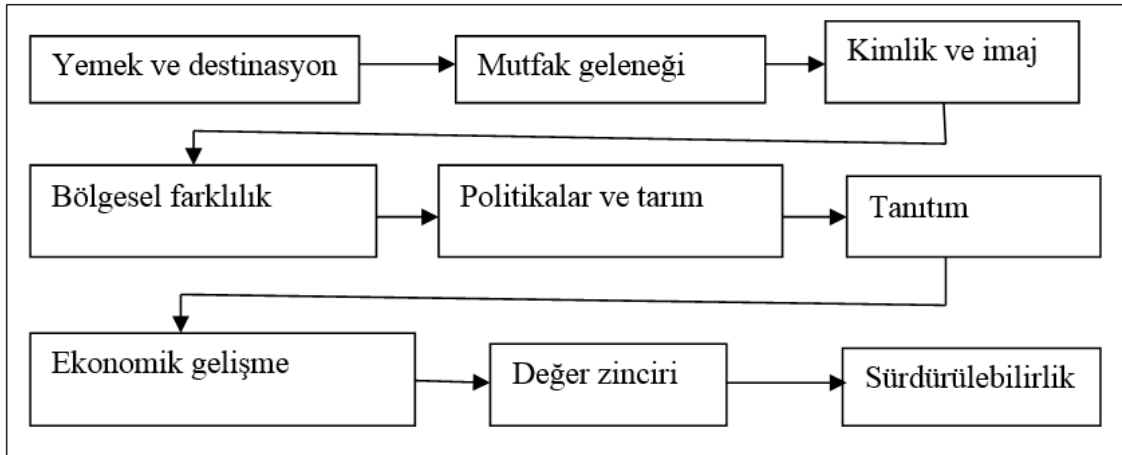 Yemek ve destinasyon
Mutfak geleneği
Kimlik ve imaj
Bölgesel farklılık
Politikalar ve tarım
Tanıtım
Ekonomik gelişme
Değer zinciri
Sürdürülebilirlik